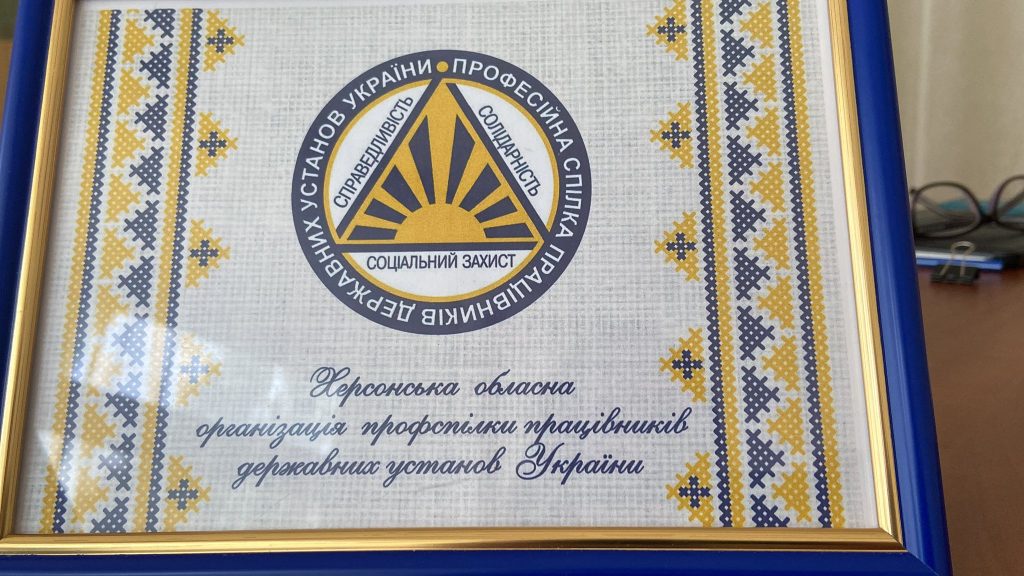 ПРОФЕСІЙНА СПІЛКА ПРАЦІВНИКІВ ДЕРЖАВНИХ УСТАНОВ УКРАЇНИ
СПРАВЕДЛИВІСТЬ
СОЛІДАРНІСТЬ
СОЦІАЛЬНИЙ ЗАХИСТ
Херсонська обласна
організація профспілки працівників
державних установ України